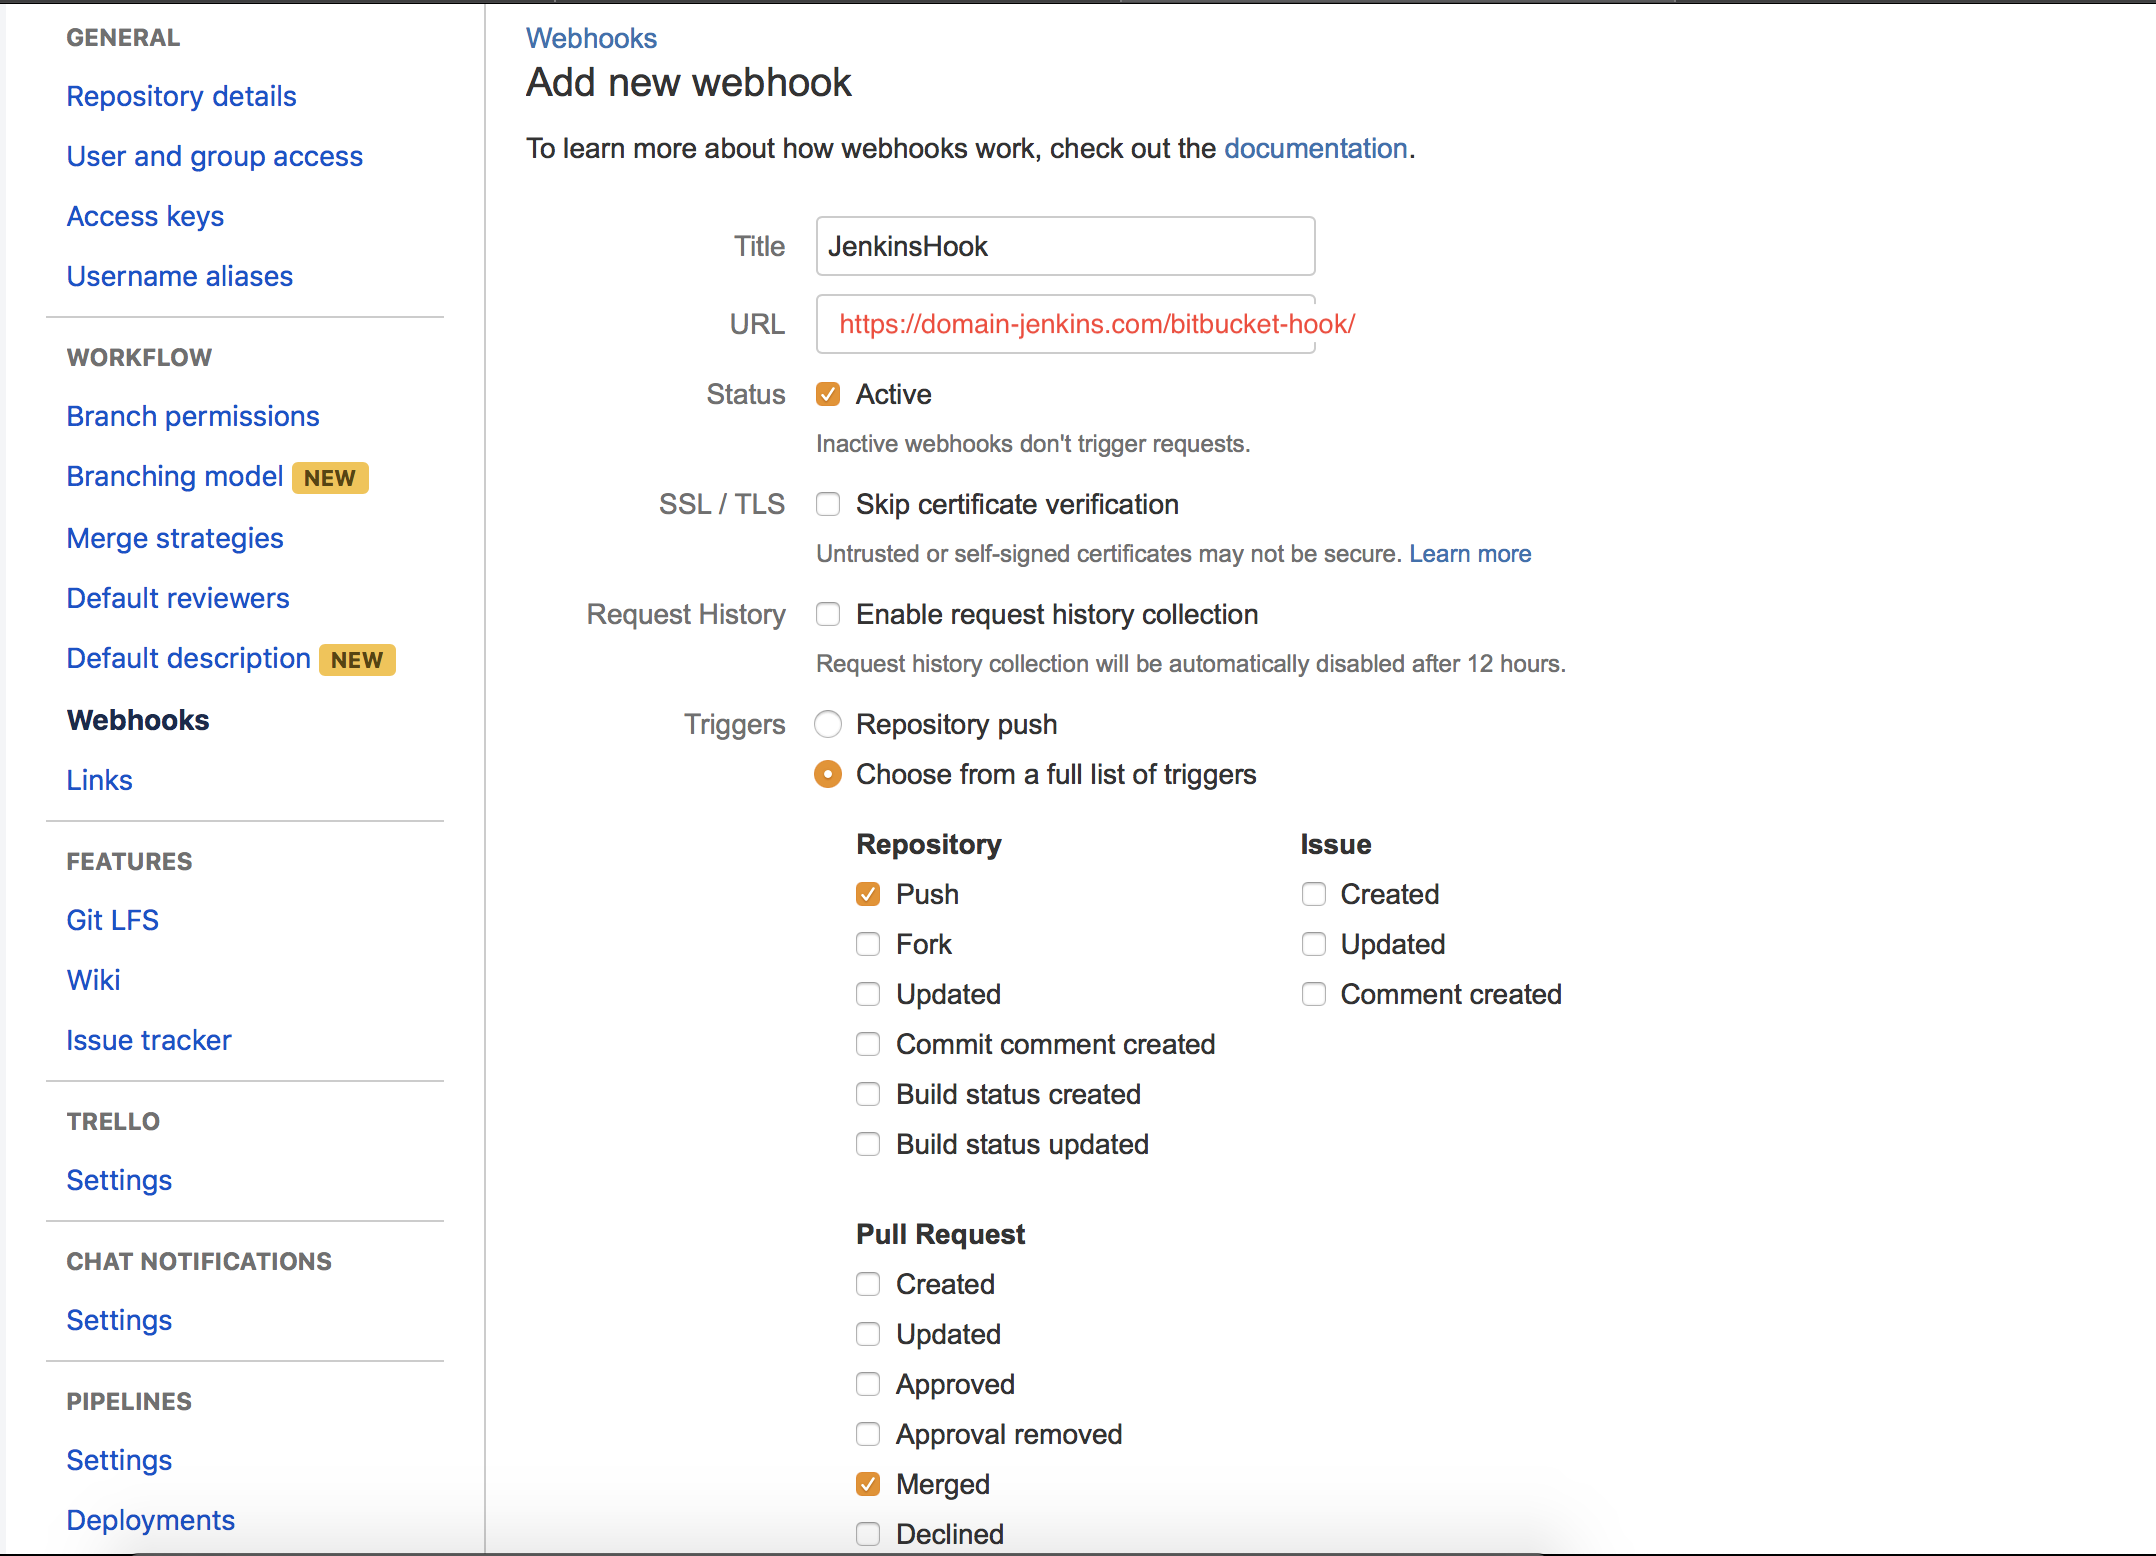 GENERAL
Repository details
User and group access
Access keys
Username aliases
WORKFLOW
Branch permissions
Branching model NEW
Merge strategies
Default reviewers
Default description NEW
Webhooks
Links
FEATURES
Git LFS
Wiki
Issue tracker
TRELLO
Settings
CHAT NOTIFICATIONS
Settings
PIPELINES
Settings
Deployments
Webhooks
Add new webhook
To learn more about how webhooks work, check out the documentation.
Title JenkinsHook
URL https://domain-jenkins.com/bitbucket-hook/
Status Active
Inactive webhooks don't trigger requests.
SSL / TLS Skip certificate verification
Untrusted or self-signed certificates may not be secure. Learn more
Request History Enable request history collection
Request history collection will be automatically disabled after 12 hours.
Triggers Repository push
Choose from a full list of triggers
Repository
Push
Fork
Updated
Commit comment created
Build status created
Build status updated
Issue
Created
Updated
Comment created
Pull Request
Created
Updated
Approved
Approval removed
Merged
Declined